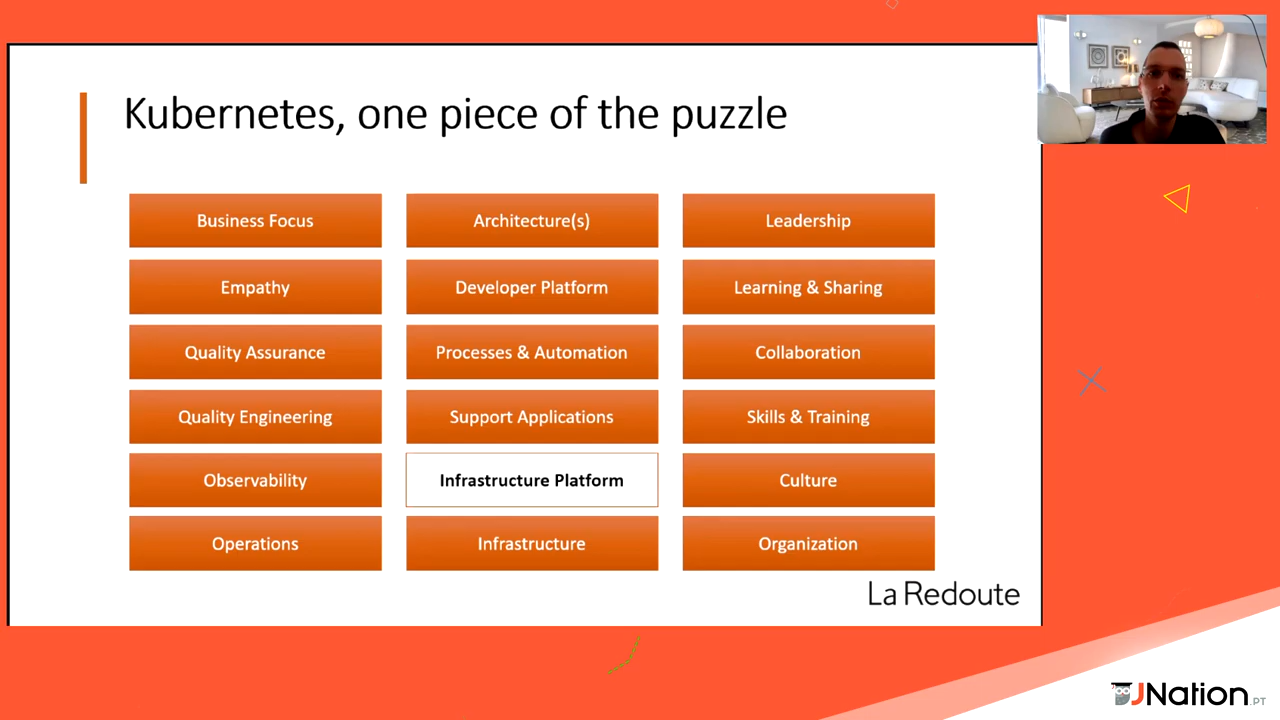 Kubernetes, one piece of the puzzle
Business Focus
Architecture(s)
Leadership
Empathy
Developer Platform
Learning & Sharing
Quality Assurance
Processes & Automation
Collaboration
Quality Engineering
Support Applications
Skills & Training
Observability
Infrastructure Platform
Culture
Operations
Infrastructure
Organization
La Redoute
JNation.PT